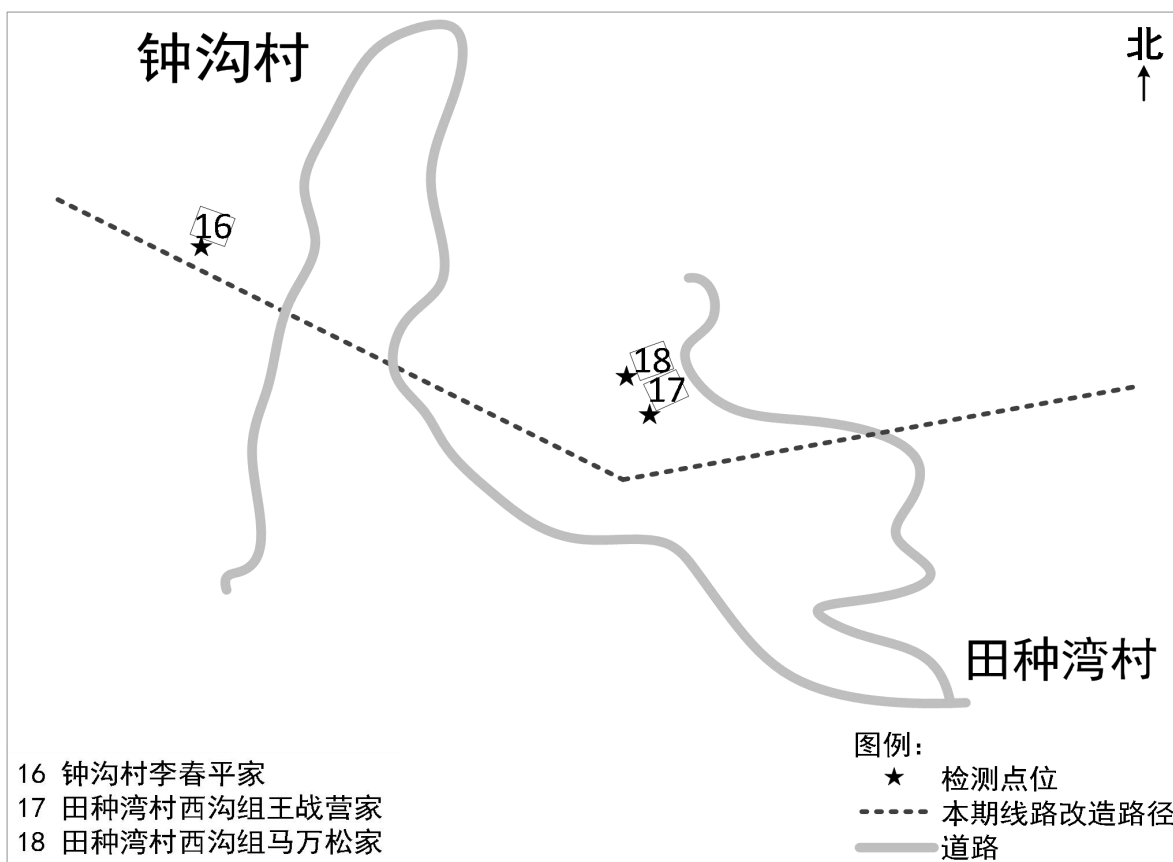 钟沟村
北
16
18
17
田种湾村
16 钟沟村李春平家
17 田种湾村西沟组王战营家
18 田种湾村西沟组马万松家
图例：
检测点位
本期线路改造路径
道路